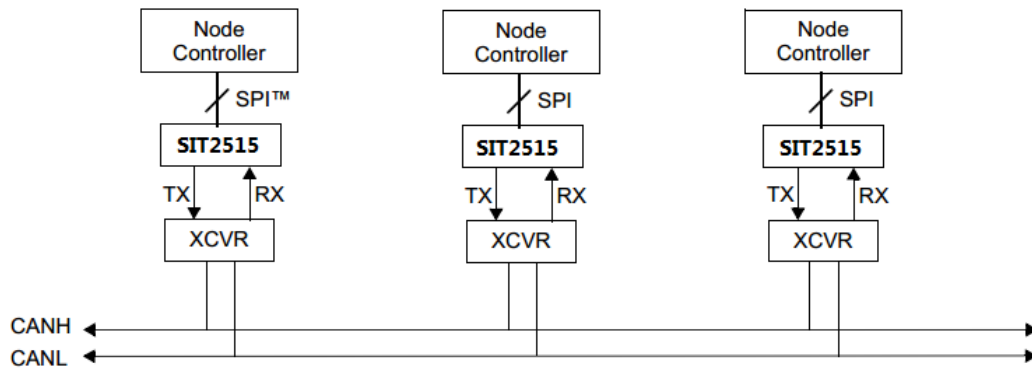 Node Controller
Node Controller
Node Controller
SPI™
SPI
SPI
SIT2515
SIT2515
SIT2515
TX RX
TX RX
TX RX
XCVR
XCVR
XCVR
CANH
CANL